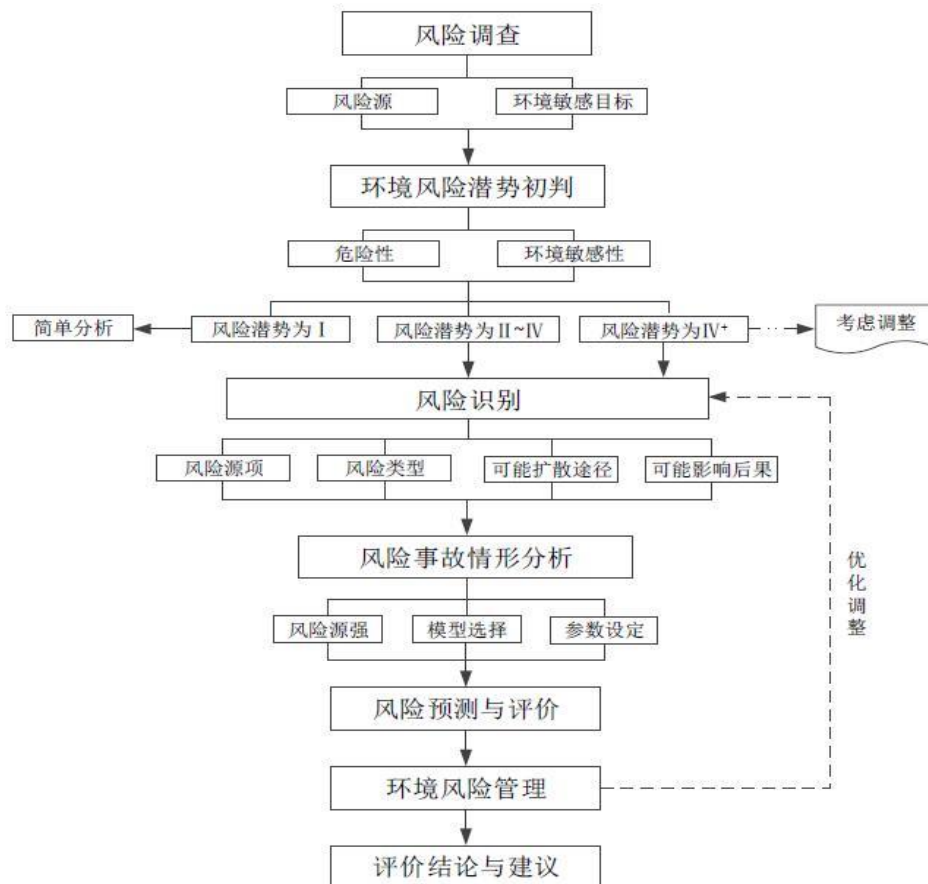 风险调查
风险源
环境敏感目标
环境风险潜势初判
危险性
环境敏感性
简单分析
风险潜势为Ⅰ
风险潜势为Ⅱ~Ⅳ
风险潜势为Ⅳ⁺
考虑调整
风险识别
风险源项
风险类型
可能扩散途径
可能影响后果
风险事故情形分析
优化调整
风险源强
模型选择
参数设定
风险预测与评价
环境风险管理
评价结论与建议